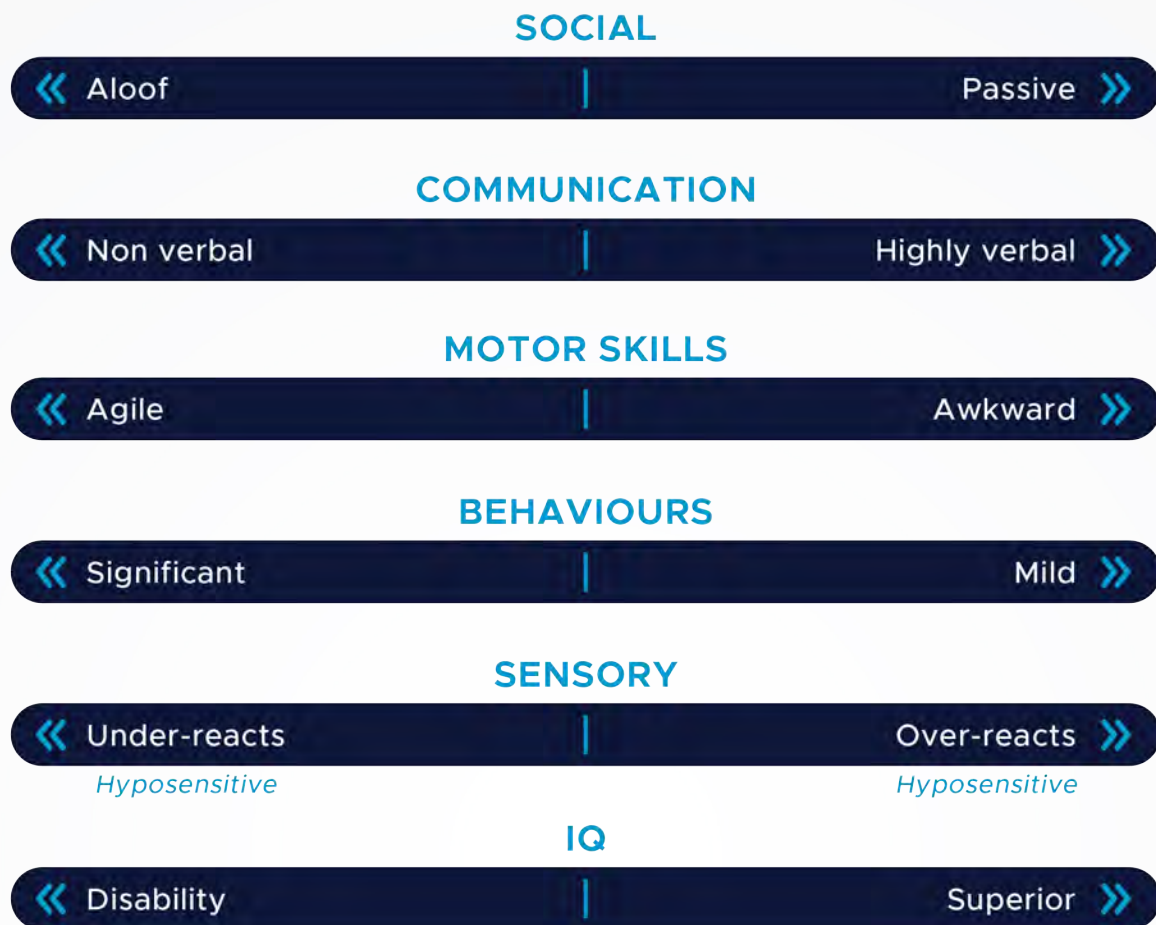 SOCIAL
Aloof Passive
COMMUNICATION
Non verbal Highly verbal
MOTOR SKILLS
Agile Awkward
BEHAVIOURS
Significant Mild
SENSORY
Under-reacts Over-reacts
Hyposensitive Hyposensitive
IQ
Disability Superior